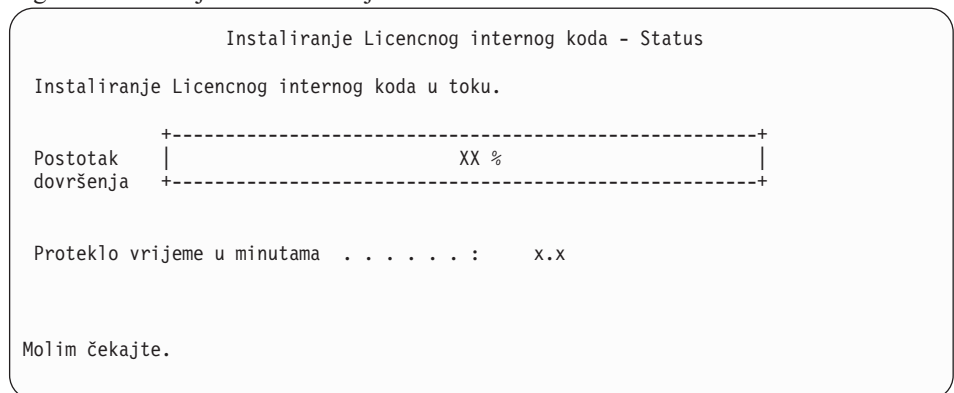 Instaliranje Licencnog internog koda - Status
Instaliranje Licencnog internog koda u toku.
+-------------------------------------------------------+
Postotak | XX % |
dovršenja +-------------------------------------------------------+
Proteklo vrijeme u minutama . . . . . . : x.x
Molim čekajte.